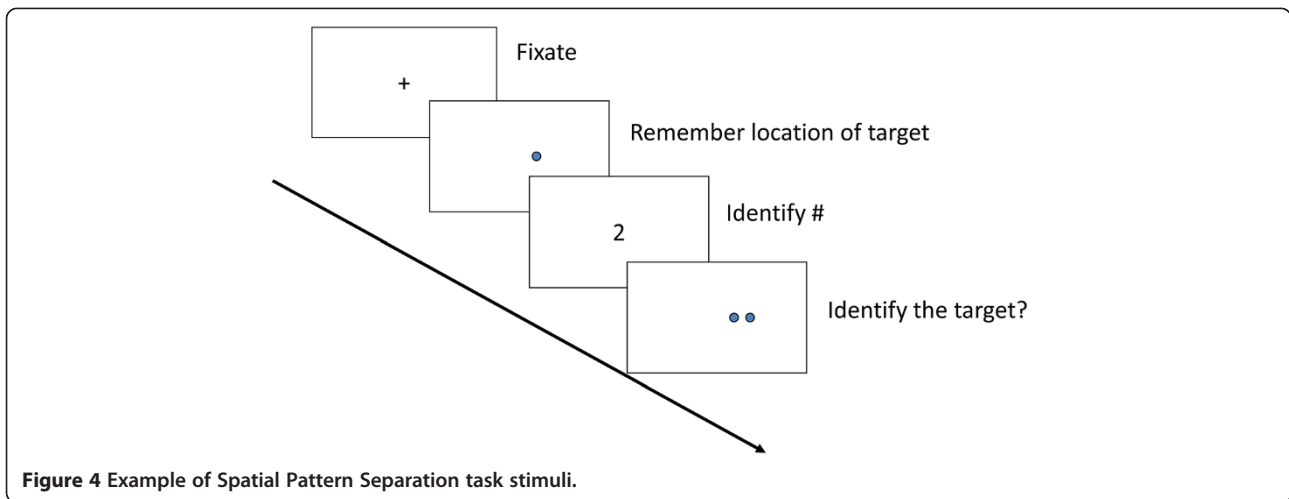 Fixate
+
Remember location of target
Identify #
2
Identify the target?
Figure 4 Example of Spatial Pattern Separation task stimuli.